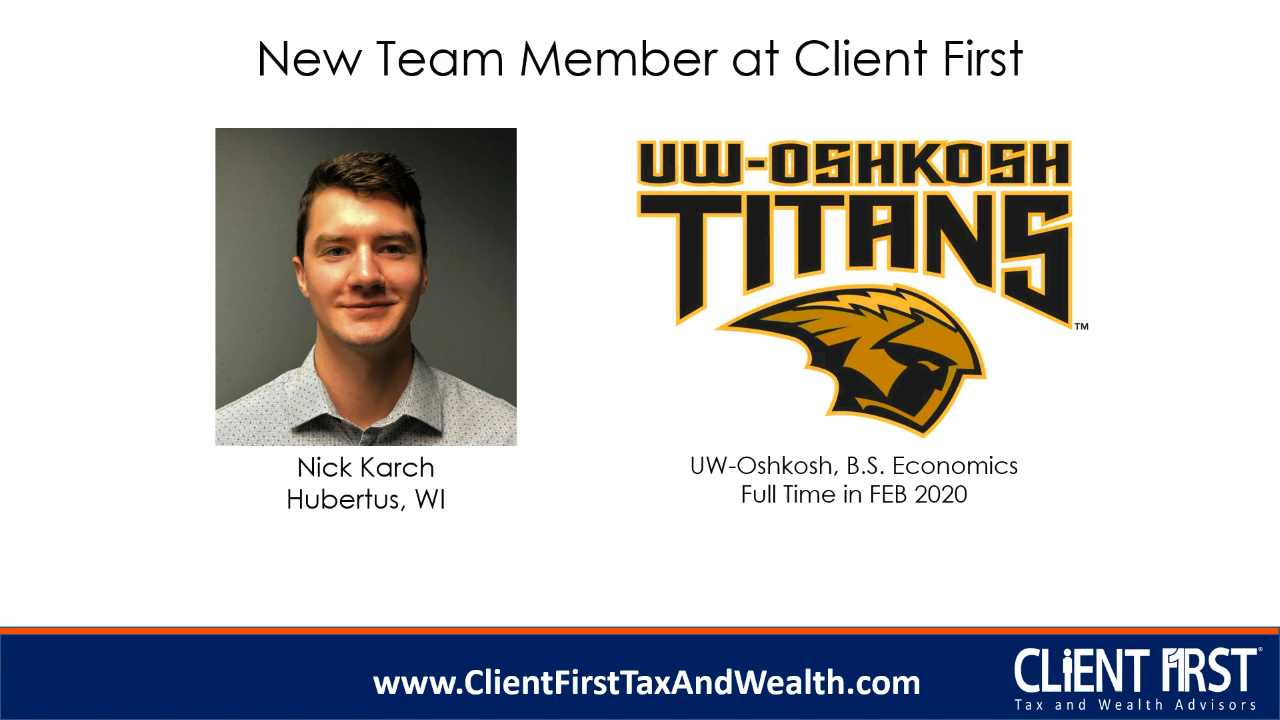 New Team Member at Client First
UW-OSHKOSH
TITANS
TM
Nick Karch
Hubertus, WI
UW-Oshkosh, B.S. Economics
Full Time in FEB 2020
www.ClientFirstTaxAndWealth.com
CLiENT FIRST®
Tax and Wealth Advisors